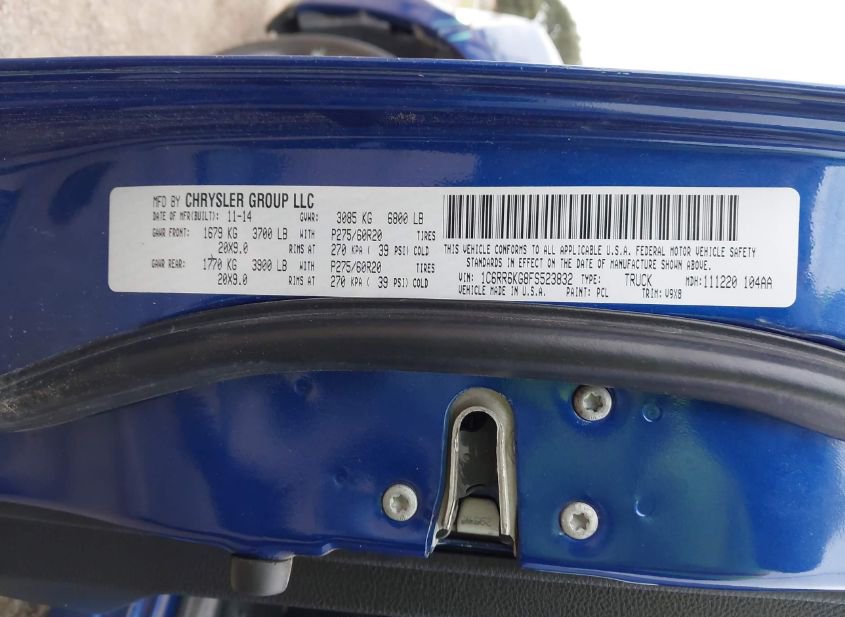 MFD BY CHRYSLER GROUP LLC
DATE OF MFR(BUILT): 11-14 GVWR: 3085 KG 6800 LB
GAWR FRONT: 1679 KG 3700 LB WITH P275/60R20 TIRES
20X9.0 RIMS AT 270 KPA ( 39 PSI) COLD
GAWR REAR: 1770 KG 3900 LB WITH P275/60R20 TIRES
20X9.0 RIMS AT 270 KPA ( 39 PSI) COLD
THIS VEHICLE CONFORMS TO ALL APPLICABLE U.S.A. FEDERAL MOTOR VEHICLE SAFETY
STANDARDS IN EFFECT ON THE DATE OF MANUFACTURE SHOWN ABOVE.
VIN: 1C6RR6KG8FS523832 TYPE: TRUCK MDH:111220 104AA
VEHICLE MADE IN U.S.A. PAINT: PCL TRIM: V9X8